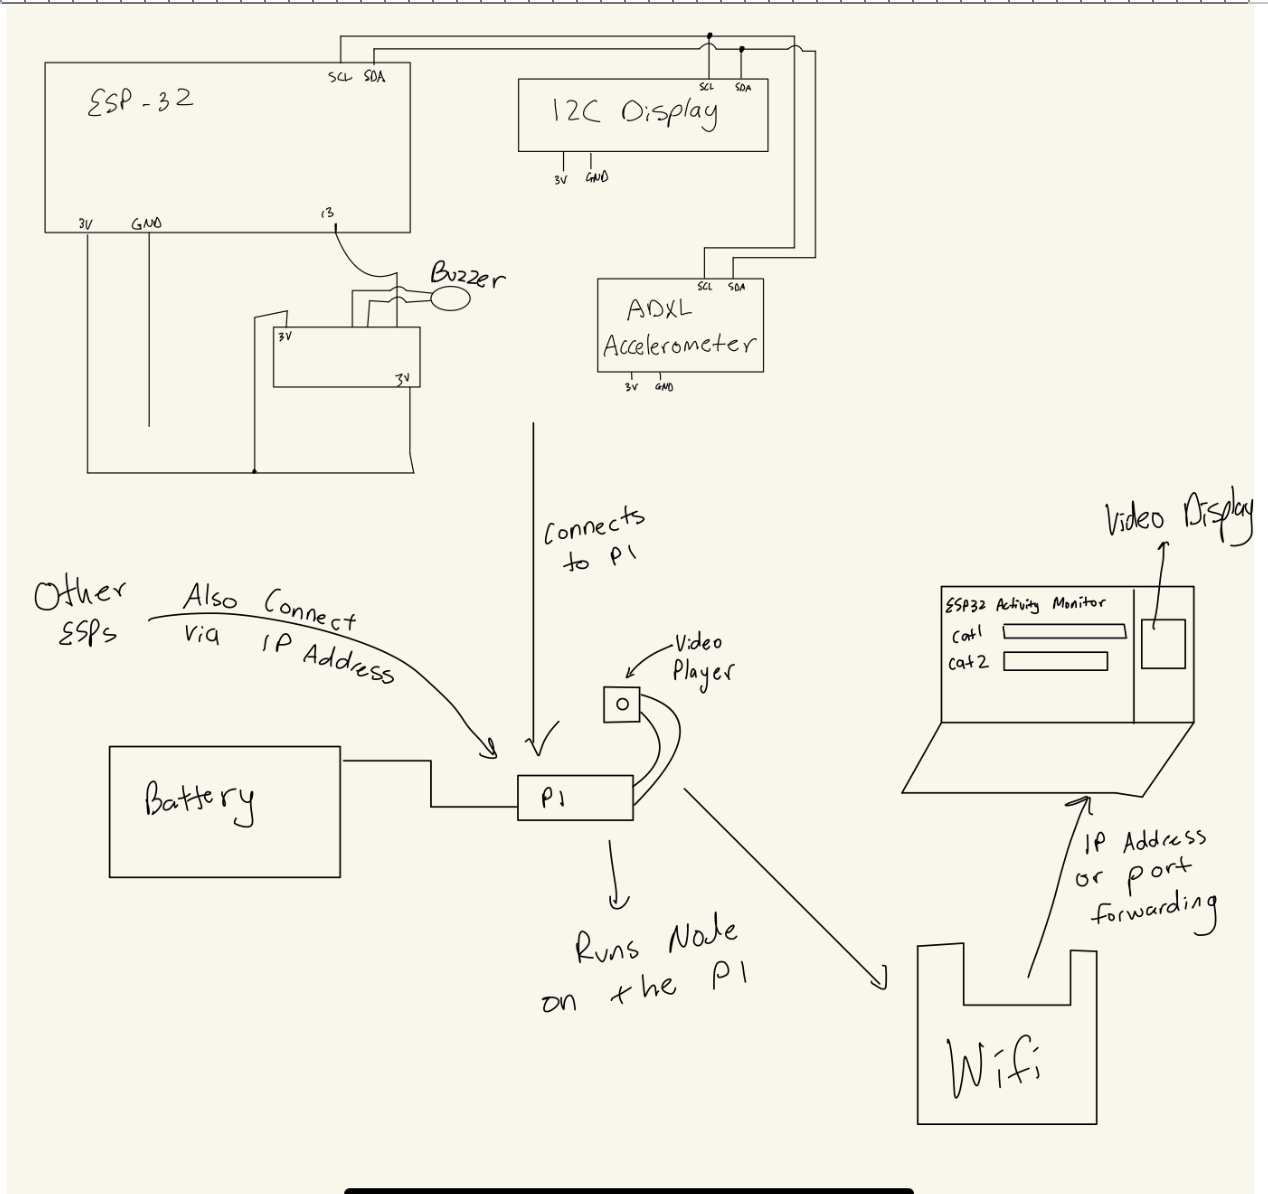 SCL SDA
ESP-32
3V GND
13
SCL SDA
I2C Display
3V GND
Buzzer
3V
3V
SCL SDA
ADXL
Accelerometer
3V GND
Connects
to PI
Other
ESPs
Also Connect
via IP Address
Video
Player
Battery
PI
Runs Node
on the PI
Video Display
ESP32 Activity Monitor
Cat1
Cat2
IP Address
or port
forwarding
Wifi